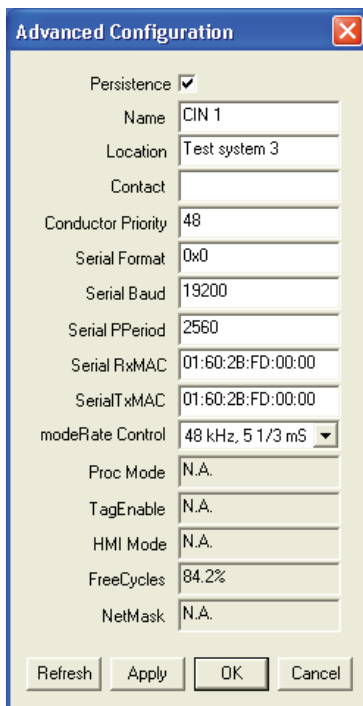 Advanced Configuration
Persistence
Name CIN 1
Location Test system 3
Contact
Conductor Priority 48
Serial Format 0x0
Serial Baud 19200
Serial PPeriod 2560
Serial RxMAC 01:60:2B:FD:00:00
SerialTxMAC 01:60:2B:FD:00:00
modeRate Control 48 kHz, 5 1/3 mS
Proc Mode N.A.
TagEnable N.A.
HMI Mode N.A.
FreeCycles 84.2%
NetMask N.A.
Refresh Apply OK Cancel